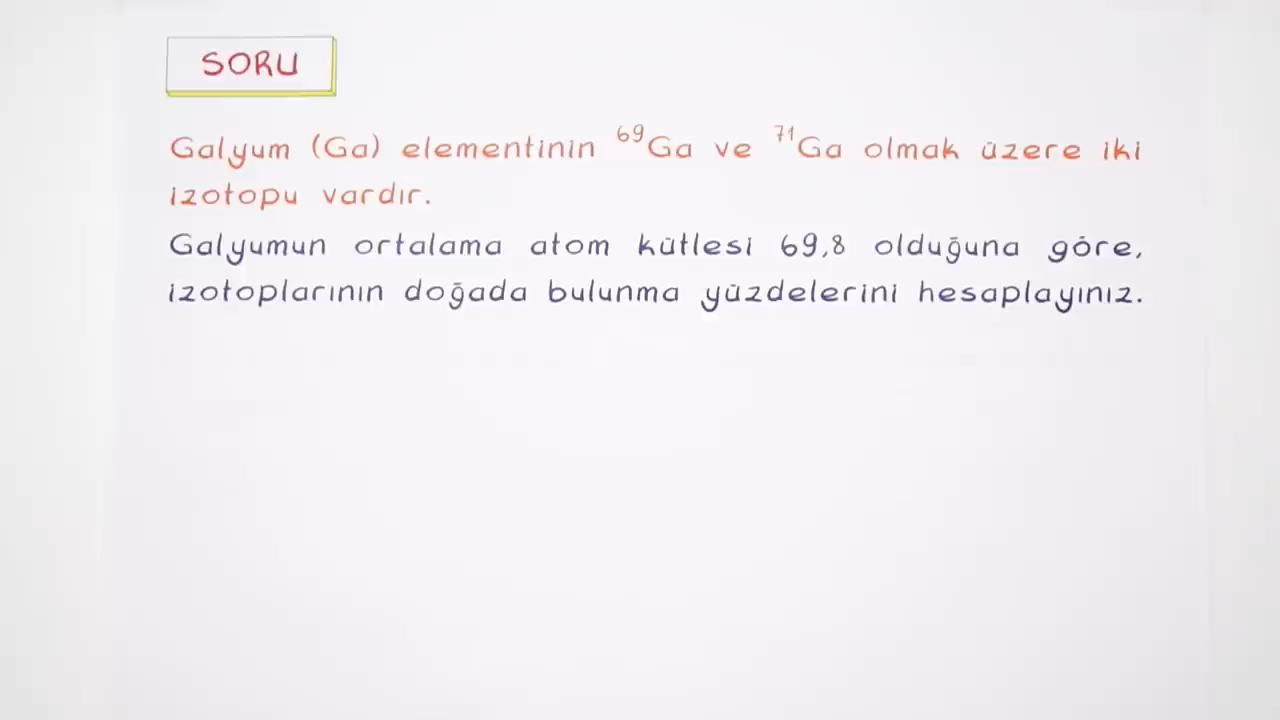 SORU
Galyum (Ga) elementinin ⁶⁹Ga ve ⁷¹Ga olmak üzere iki
izotopu vardır.
Galyumun ortalama atom kütlesi 69,8 olduğuna göre,
izotoplarının doğada bulunma yüzdelerini hesaplayınız.